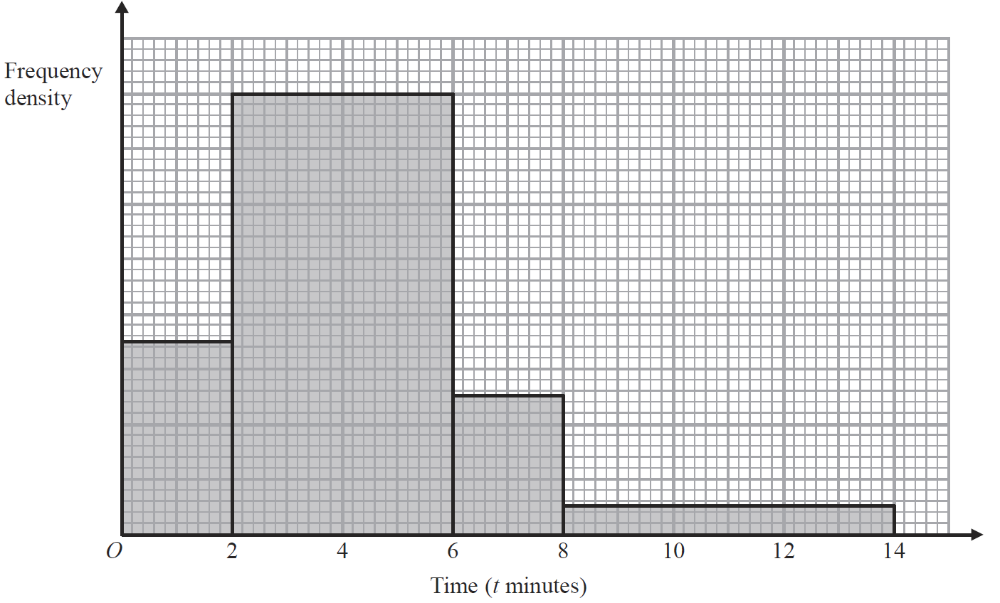 Frequency
density
O 2 4 6 8 10 12 14
Time (t minutes)